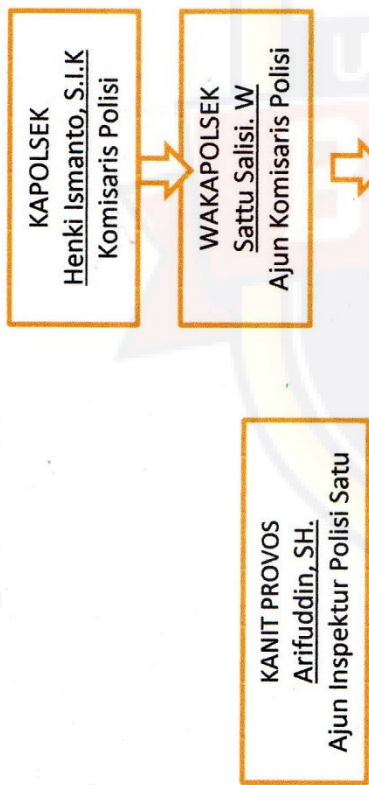 KAPOLSEK
Henki Ismanto, S.I.K
Komisaris Polisi
WAKAPOLSEK
Sattu Salisi. W
Ajun Komisaris Polisi
KANIT PROVOS
Arifuddin, SH.
Ajun Inspektur Polisi Satu